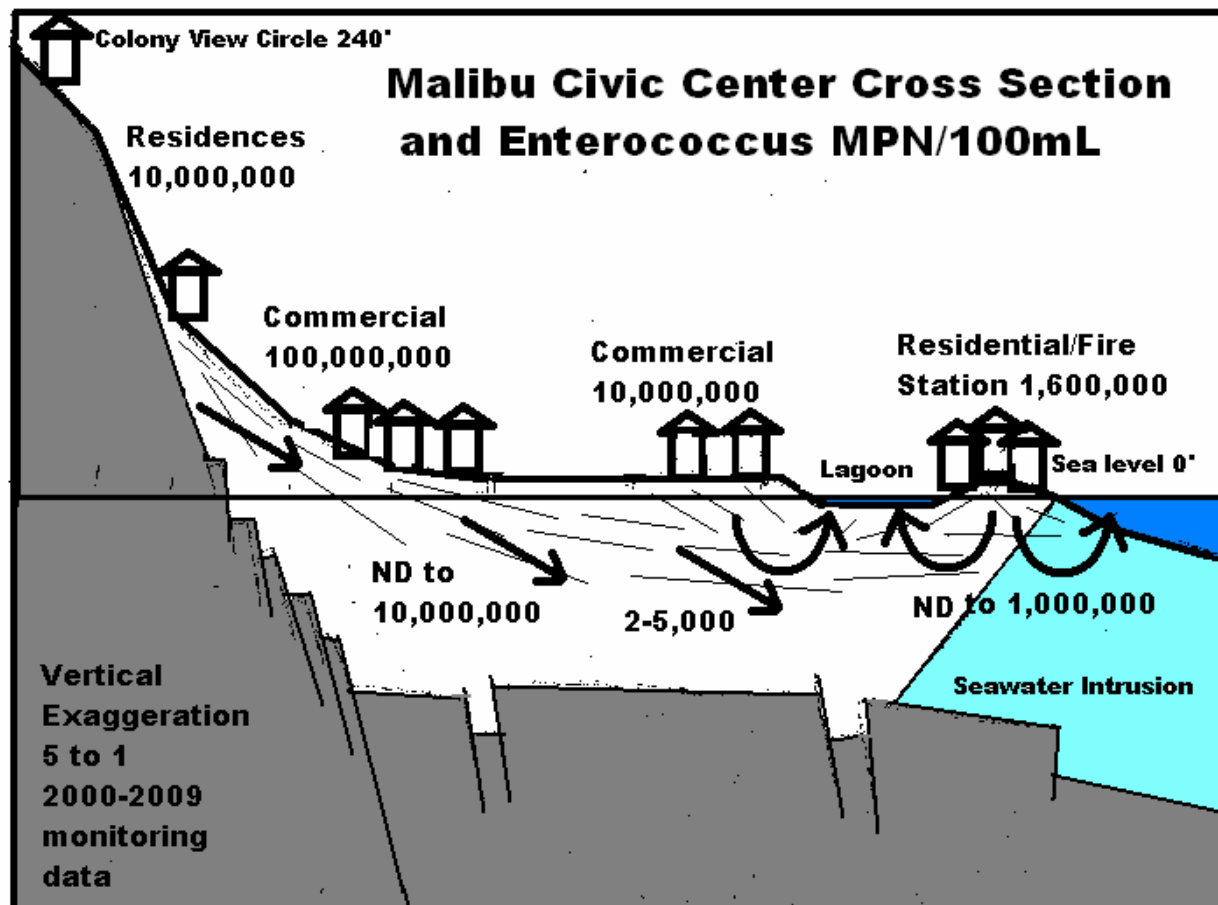 Colony View Circle 240'
Malibu Civic Center Cross Section
and Enterococcus MPN/100mL
Residences
10,000,000
Commercial
100,000,000
Commercial
10,000,000
Residential/Fire
Station 1,600,000
Lagoon
Sea level 0'
ND to
10,000,000
2-5,000
ND to 1,000,000
Seawater Intrusion
Vertical
Exaggeration
5 to 1
2000-2009
monitoring
data